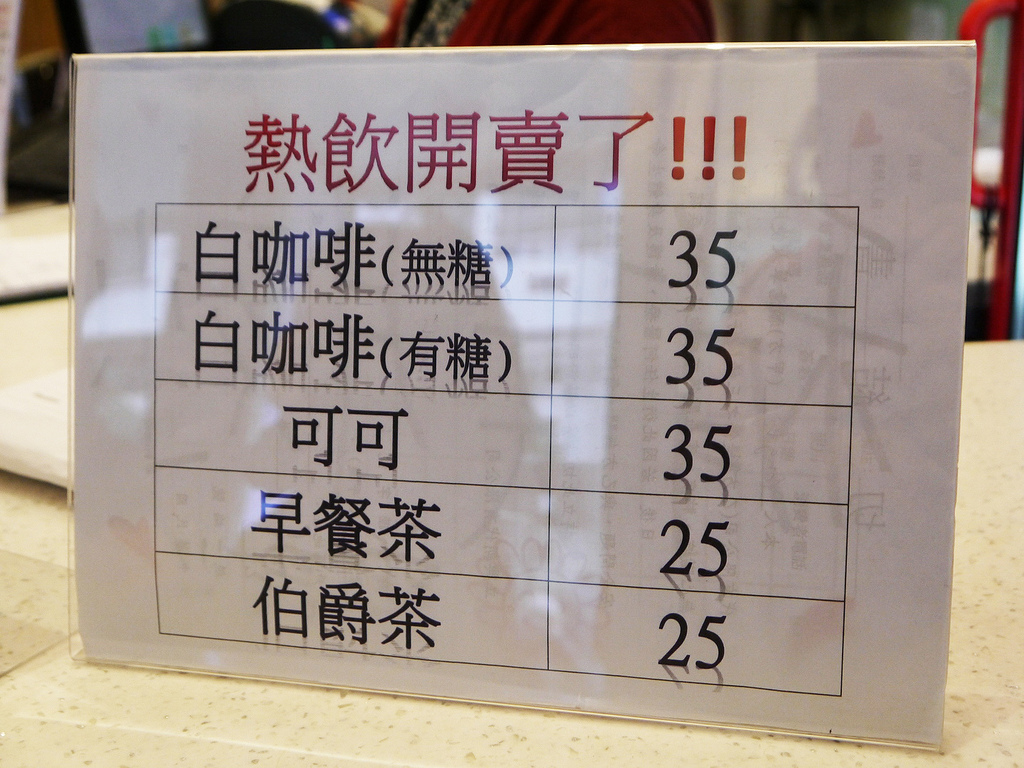 熱飲開賣了!!!
白咖啡(無糖) 35
白咖啡(有糖) 35
可可 35
早餐茶 25
伯爵茶 25